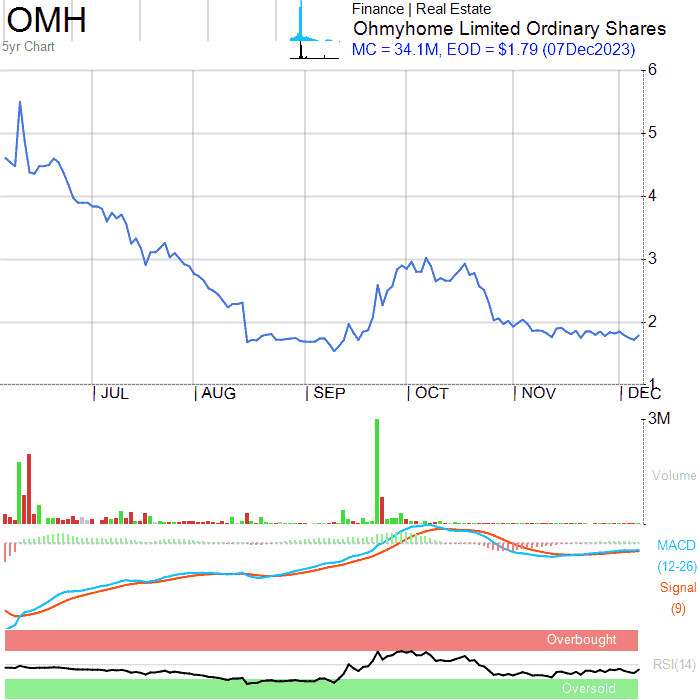 OMH
5yr Chart
Finance | Real Estate
Ohmyhome Limited Ordinary Shares
MC = 34.1M, EOD = $1.79 (07Dec2023)
6
5
4
3
2
1
JUL AUG SEP OCT NOV DEC
3M
Volume
MACD
(12-26)
Signal
(9)
Overbought
RSI(14)
Oversold